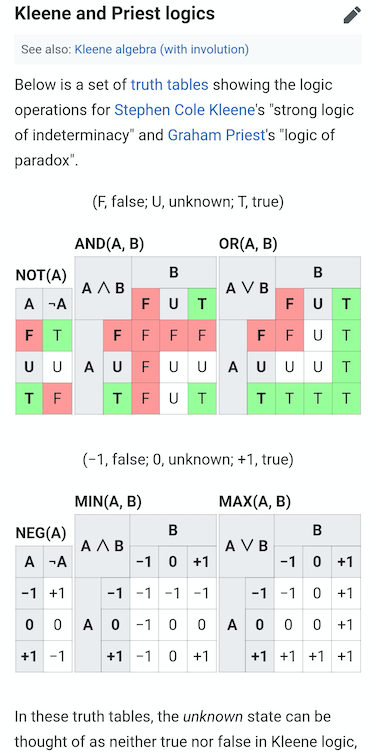 Kleene and Priest logics
See also: Kleene algebra (with involution)
Below is a set of truth tables showing the logic
operations for Stephen Cole Kleene's "strong logic
of indeterminacy" and Graham Priest's "logic of
paradox".
(F, false; U, unknown; T, true)
NOT(A)
A ¬A
F T
U U
T F
AND(A, B)
A ∧ B B
F U T
A F F F F
U F U U
T F U T
OR(A, B)
A ∨ B B
F U T
A F F U T
U U U T
T T T T
(−1, false; 0, unknown; +1, true)
NEG(A)
A ¬A
−1 +1
0 0
+1 −1
MIN(A, B)
A ∧ B B
−1 0 +1
A −1 −1 −1 −1
0 −1 0 0
+1 −1 0 +1
MAX(A, B)
A ∨ B B
−1 0 +1
A −1 −1 0 +1
0 0 0 +1
+1 +1 +1 +1
In these truth tables, the unknown state can be
thought of as neither true nor false in Kleene logic,